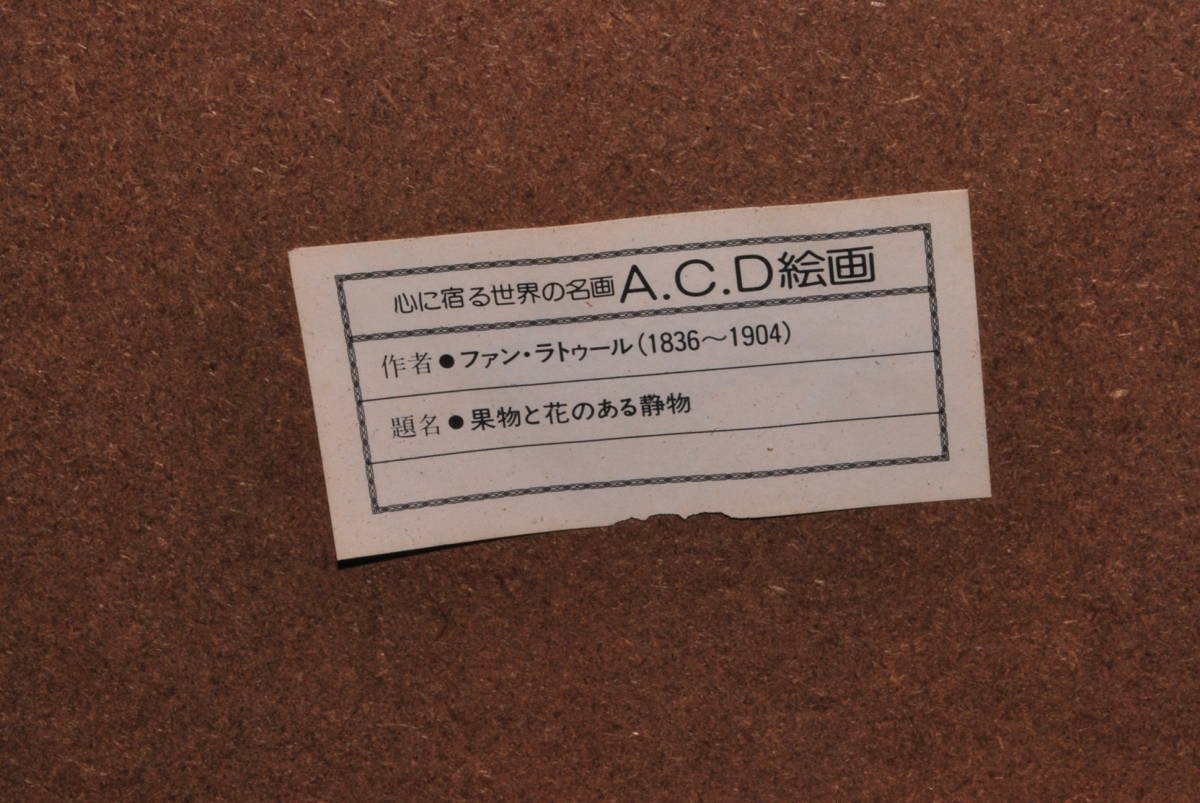 心に宿る世界の名画 A.C.D絵画
作者●ファン・ラトゥール(1836〜1904)
題名●果物と花のある静物